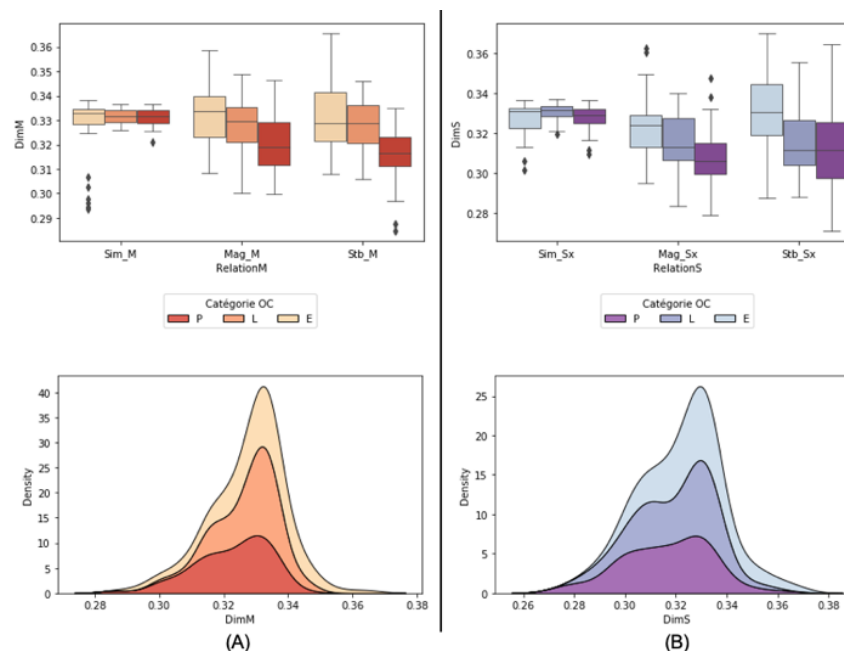 0.36
0.35
0.34
0.33
0.32
0.31
0.30
0.29
DimM
Sim_M Mag_M Stb_M
RelationM
Catégorie OC
P L E
40
35
30
25
20
15
10
5
0
Density
0.28 0.30 0.32 0.34 0.36 0.38
DimM
(A)
0.36
0.34
0.32
0.30
0.28
DimS
Sim_Sx Mag_Sx Stb_Sx
RelationS
Catégorie OC
P L E
25
20
15
10
5
0
Density
0.26 0.28 0.30 0.32 0.34 0.36 0.38
DimS
(B)